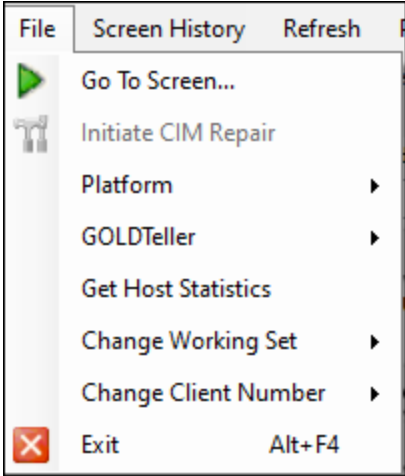 File Screen History Refresh
Go To Screen...
Initiate CIM Repair
Platform
GOLDTeller
Get Host Statistics
Change Working Set
Change Client Number
Exit Alt+F4